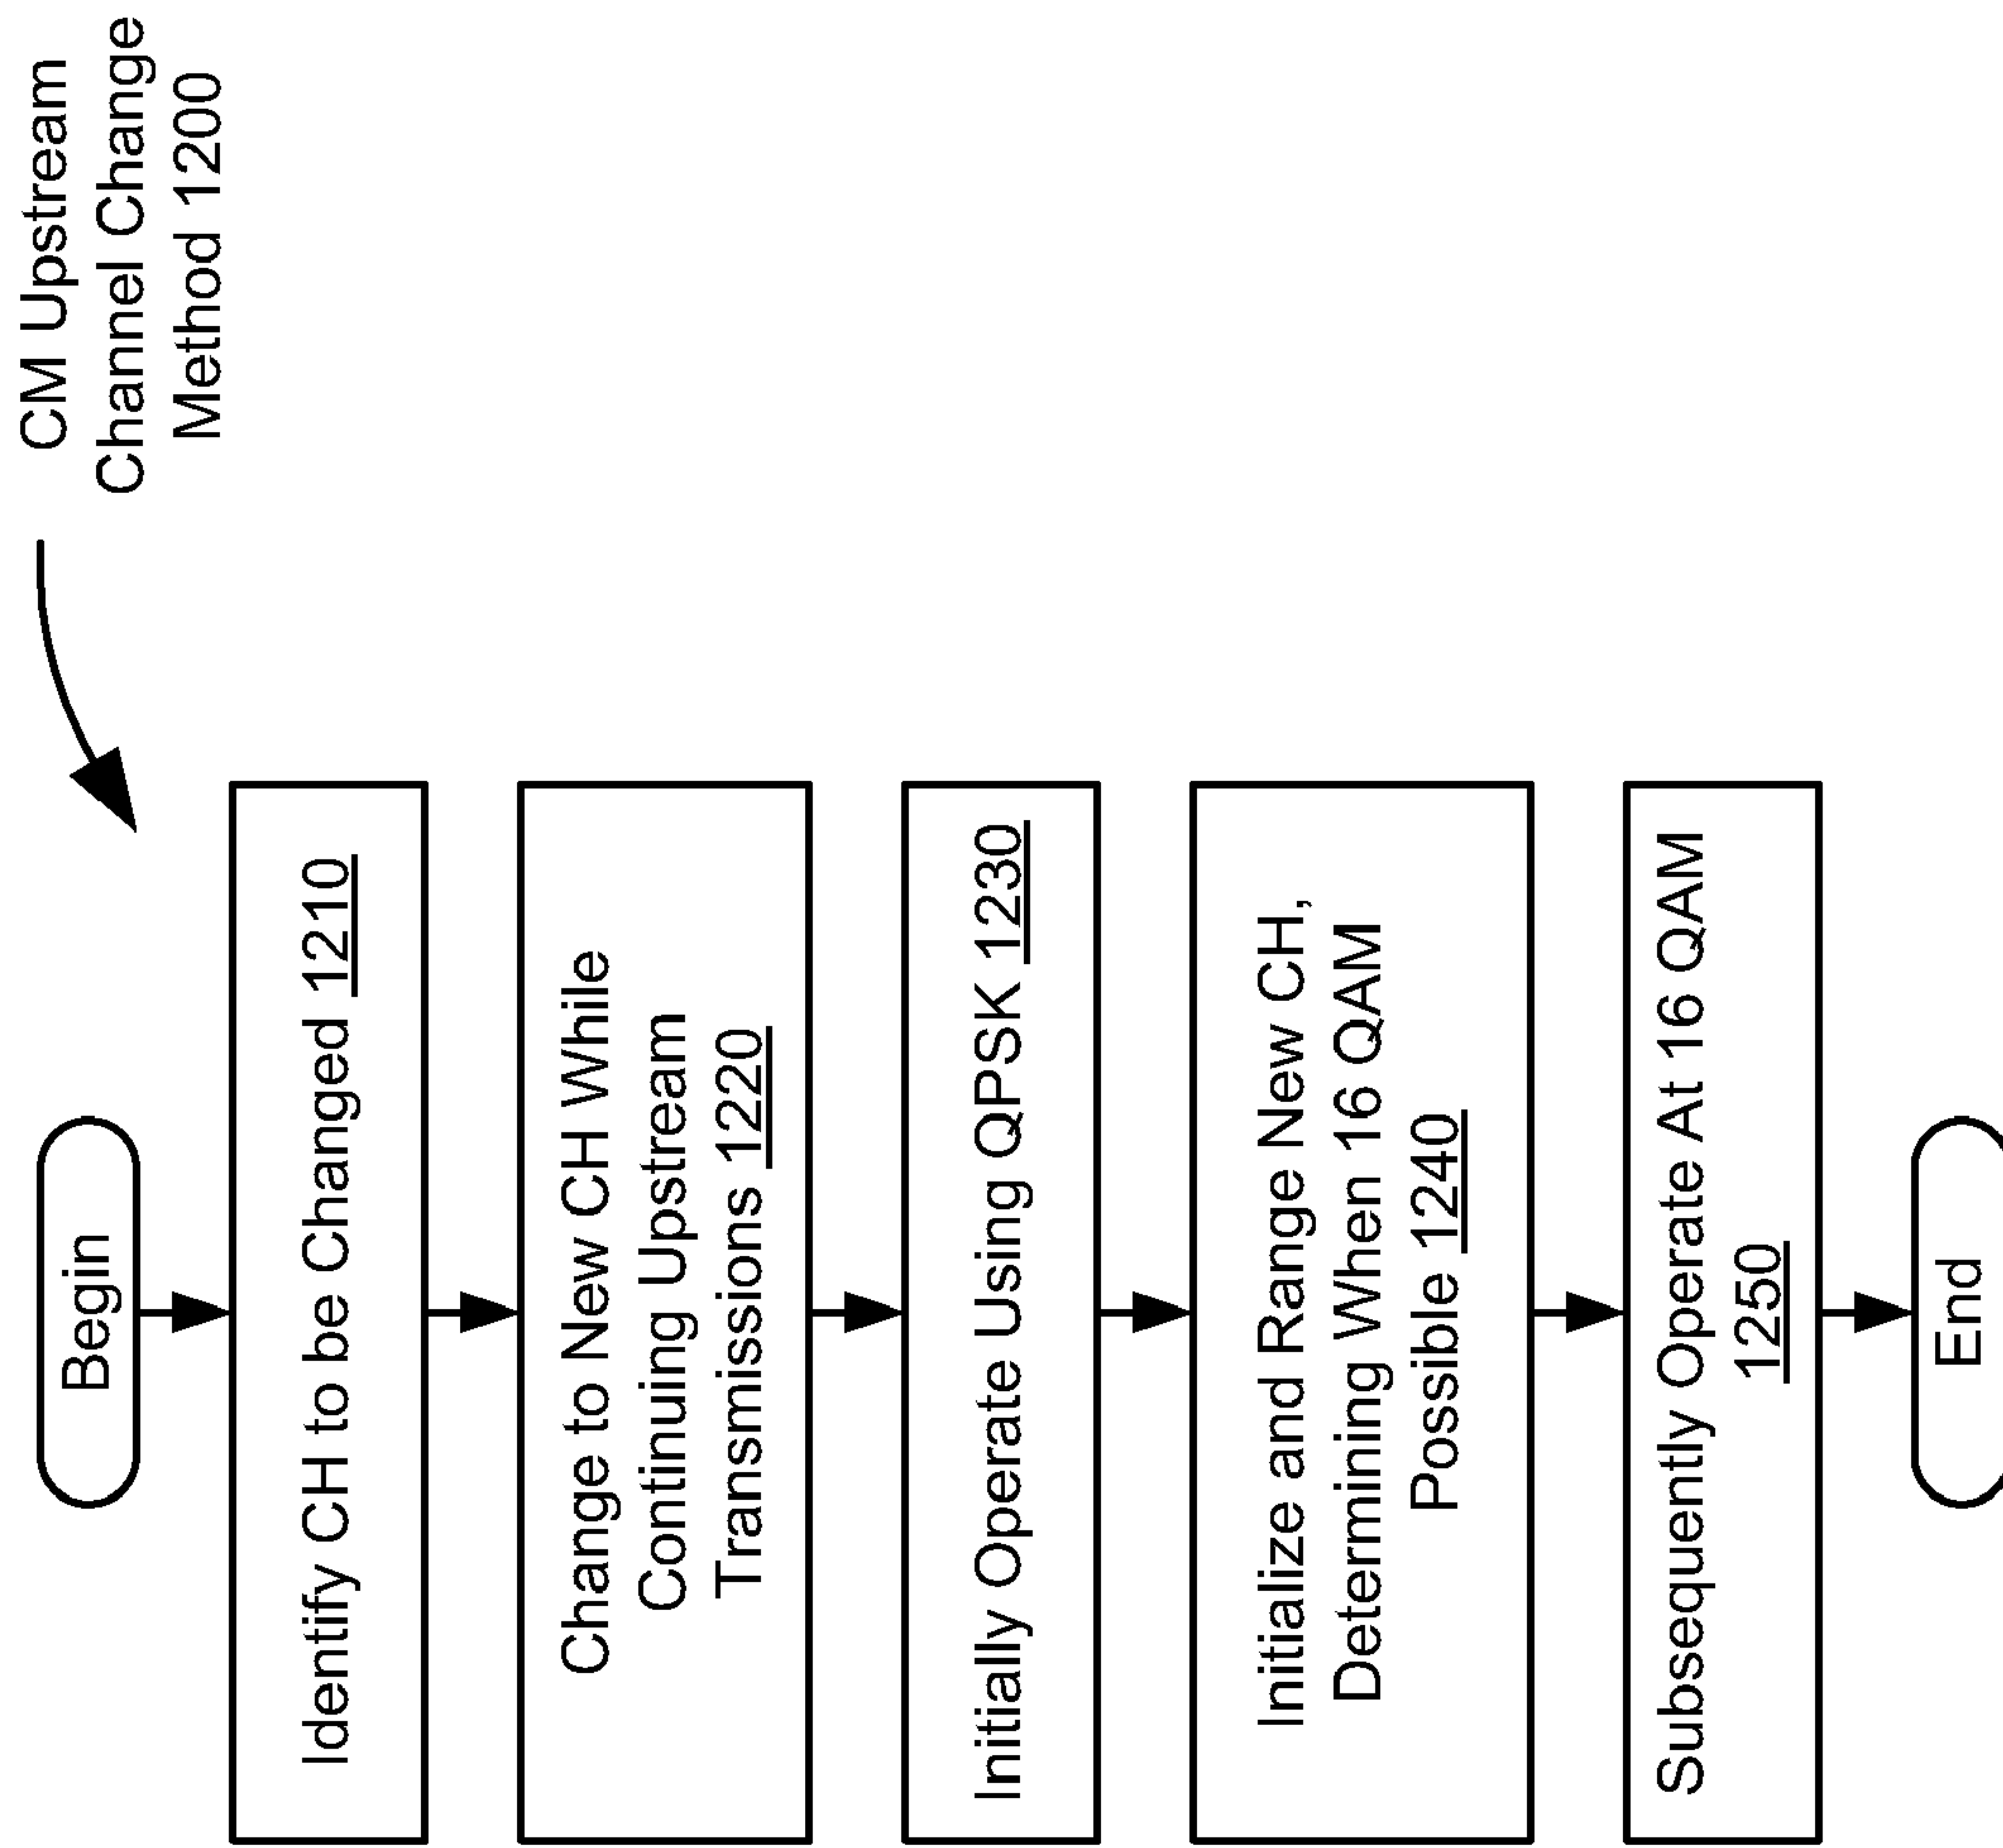 CM Upstream
Channel Change
Method 1200
Begin
Identify CH to be Changed 1210
Change to New CH While
Continuing Upstream
Transmissions 1220
Initially Operate Using QPSK 1230
Initialize and Range New CH,
Determining When 16 QAM
Possible 1240
Subsequently Operate At 16 QAM
1250
End